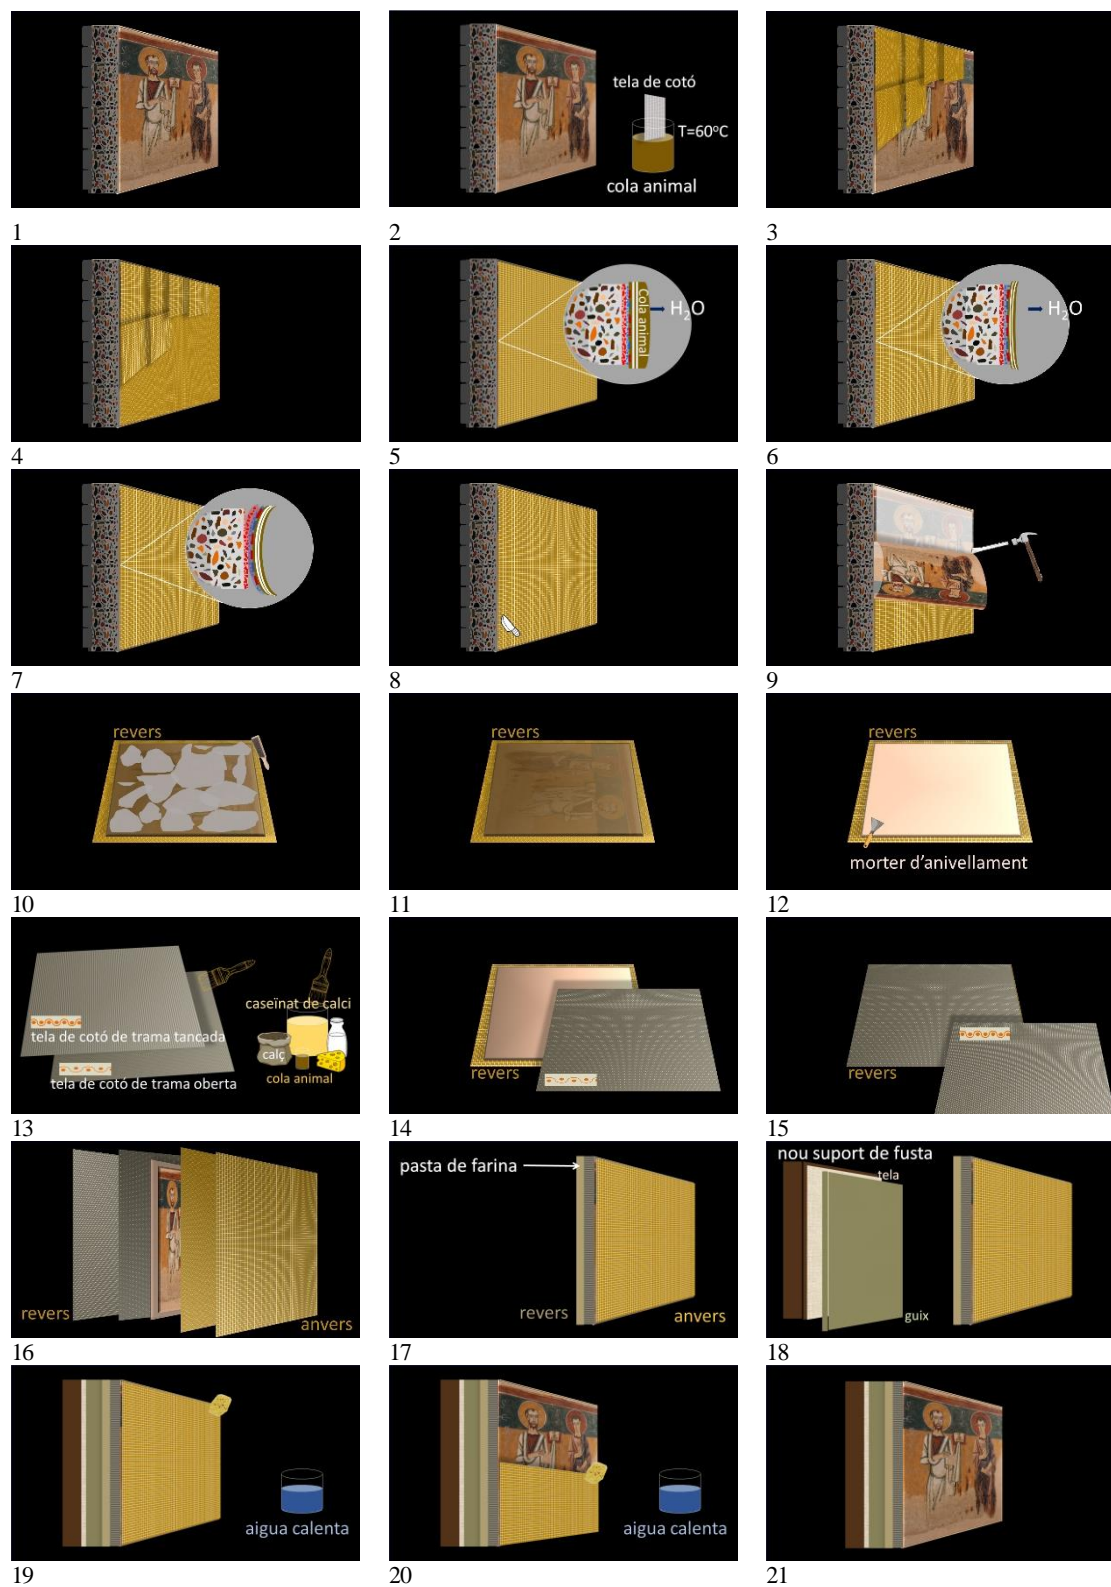 1
tela de cotó
T=60ºC
cola animal
2
3
4
Cola animal
H₂O
5
H₂O
6
7
8
9
revers
10
revers
11
revers
morter d'anivellament
12
tela de cotó de trama tancada
tela de cotó de trama oberta
caseïnat de calci
calç
cola animal
13
revers
14
revers
15
revers
anvers
16
pasta de farina
revers
anvers
17
nou suport de fusta
tela
guix
18
aigua calenta
19
aigua calenta
20
21